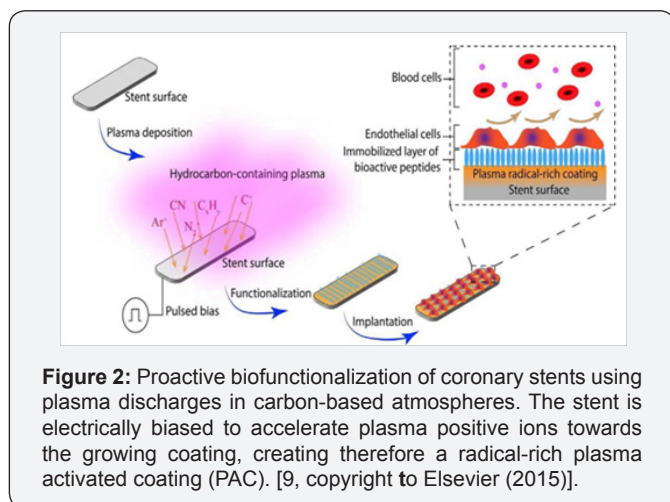 Stent surface
Plasma deposition
Hydrocarbon-containing plasma
CN
Ar⁺
Stent surface
Pulsed bias
Functionalization
Implantation
Blood cells
Endothelial cells
Immobilized layer of
bioactive peptides
Plasma radical-rich coating
Stent surface
Figure 2: Proactive biofunctionalization of coronary stents using
plasma discharges in carbon-based atmospheres. The stent is
electrically biased to accelerate plasma positive ions towards
the growing coating, creating therefore a radical-rich plasma
activated coating (PAC). [9, copyright to Elsevier (2015)].